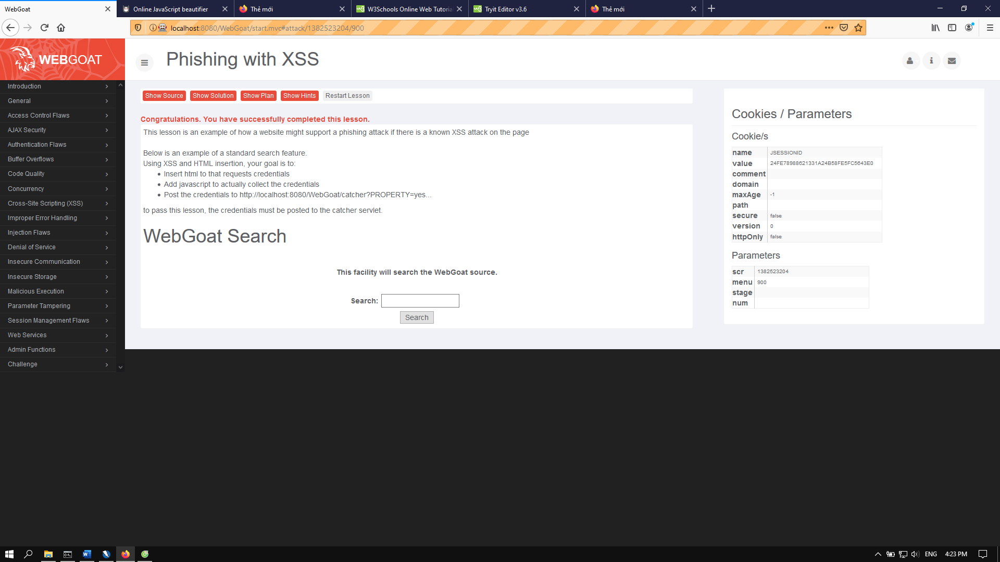 WebGoat
Online JavaScript beautifier
Thẻ mới
W3Schools Online Web Tutoria
Tryit Editor v3.6
Thẻ mới
localhost:8080/WebGoat/start.mvc#attack/1382523204/900
WEBGOAT
Phishing with XSS
Introduction
General
Access Control Flaws
AJAX Security
Authentication Flaws
Buffer Overflows
Code Quality
Concurrency
Cross-Site Scripting (XSS)
Improper Error Handling
Injection Flaws
Denial of Service
Insecure Communication
Insecure Storage
Malicious Execution
Parameter Tampering
Session Management Flaws
Web Services
Admin Functions
Challenge
Show Source Show Solution Show Plan Show Hints Restart Lesson
Congratulations. You have successfully completed this lesson.
This lesson is an example of how a website might support a phishing attack if there is a known XSS attack on the page
Below is an example of a standard search feature.
Using XSS and HTML insertion, your goal is to:
• Insert html to that requests credentials
• Add javascript to actually collect the credentials
• Post the credentials to http://localhost:8080/WebGoat/catcher?PROPERTY=yes...
to pass this lesson, the credentials must be posted to the catcher servlet.
WebGoat Search
This facility will search the WebGoat source.
Search:
Search
Cookies / Parameters
Cookie/s
name JSESSIONID
value 24FE78988621331A24B58FE5FC5643E0
comment
domain
maxAge -1
path
secure false
version 0
httpOnly false
Parameters
scr 1382523204
menu 900
stage
num
ENG
4:23 PM